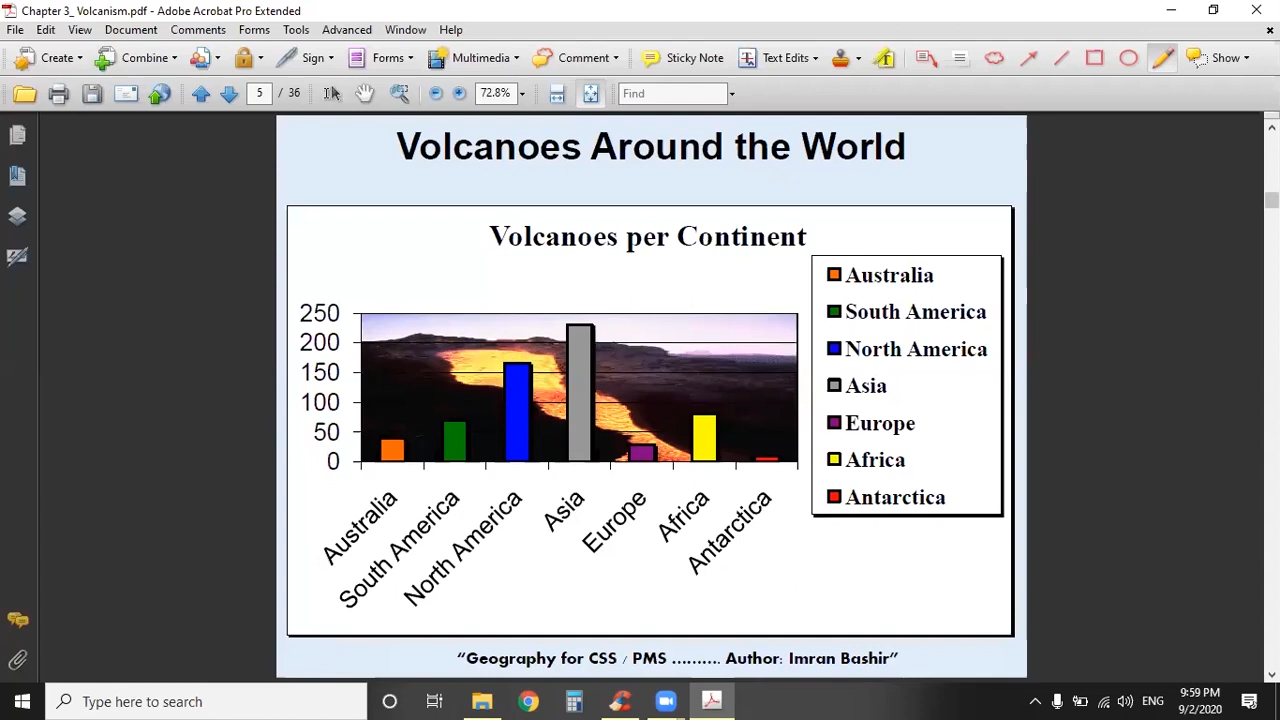 Chapter 3_ Volcanism.pdf - Adobe Acrobat Pro Extended
File Edit View Document Comments Forms Tools Advanced Window Help
Create Combine Sign Forms Multimedia Comment Sticky Note Text Edits Show
5 / 36 72.8% Find
Volcanoes Around the World
Volcanoes per Continent
250
200
150
100
50
0
Australia
South America
North America
Asia
Europe
Africa
Antarctica
Australia
South America
North America
Asia
Europe
Africa
Antarctica
“Geography for CSS / PMS ......... Author: Imran Bashir”
Type here to search
ENG
9:59 PM
9/2/2020